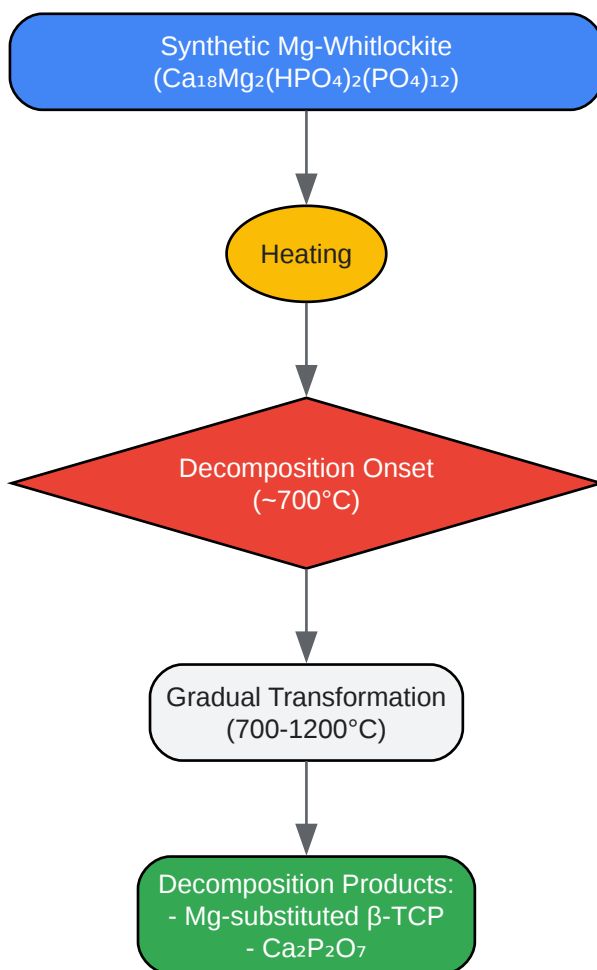 Synthetic Mg-Whitlockite
(Ca₁₈Mg₂(HPO₄)₂(PO₄)₁₂)
Heating
Decomposition Onset
(~700°C)
Gradual Transformation
(700-1200°C)
Decomposition Products:
- Mg-substituted β-TCP
- Ca₂P₂O₇